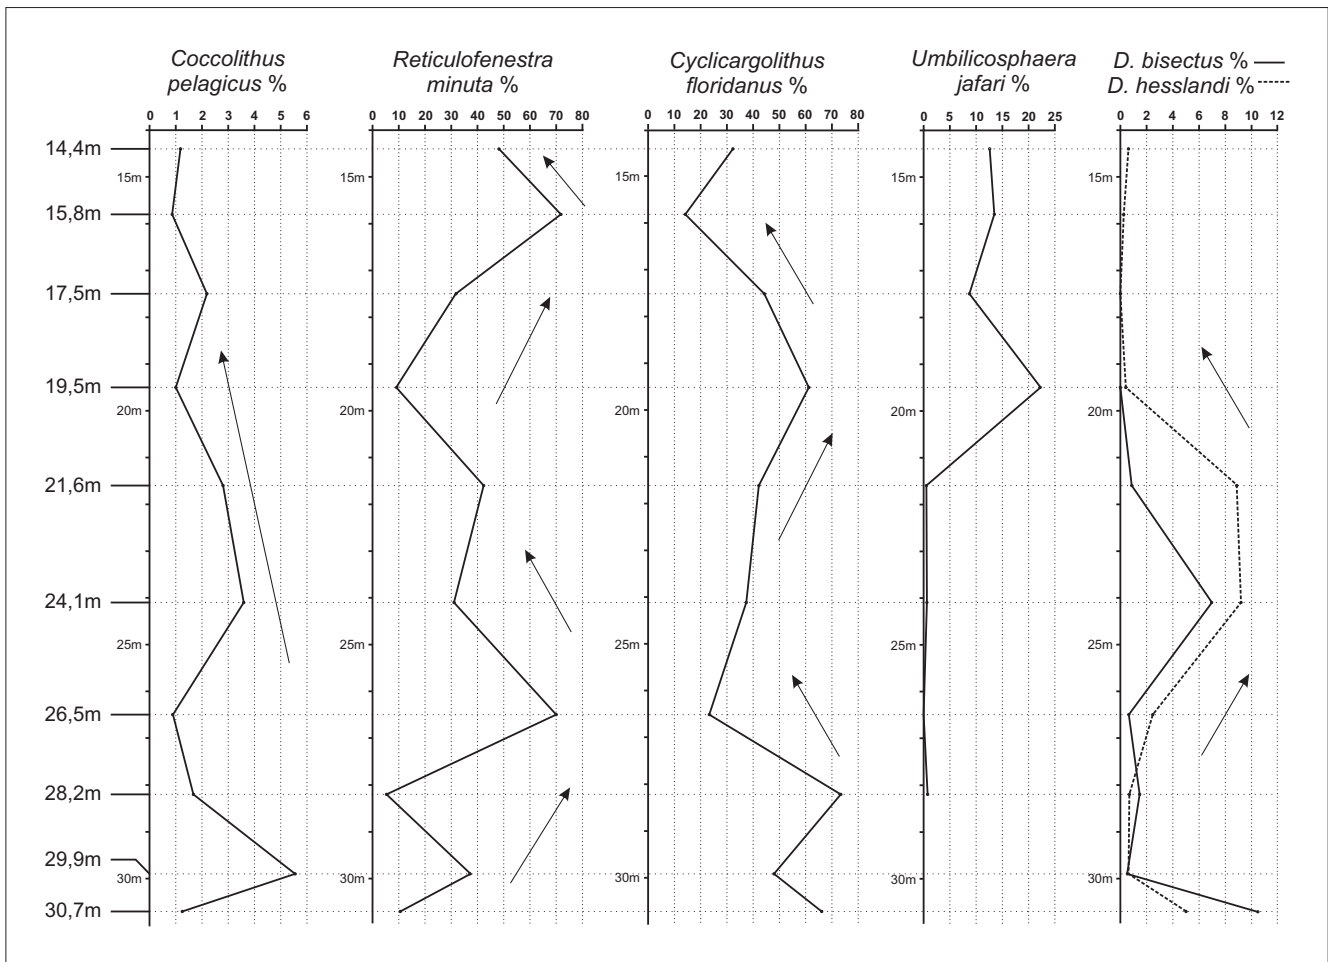 Coccolithus
pelagicus %
Reticulofenestra
minuta %
Cyclicargolithus
floridanus %
Umbilicosphaera
jafari %
D. bisectus %
D. hesslandi %
0 1 2 3 4 5 6
0 10 20 30 40 50 60 70 80
0 10 20 30 40 50 60 70 80
0 5 10 15 20 25
0 2 4 6 8 10 12
14,4m
15m 15m 15m 15m 15m
15,8m
17,5m
19,5m
20m 20m 20m 20m 20m
21,6m
24,1m
25m 25m 25m 25m 25m
26,5m
28,2m
29,9m
30m 30m 30m 30m 30m
30,7m